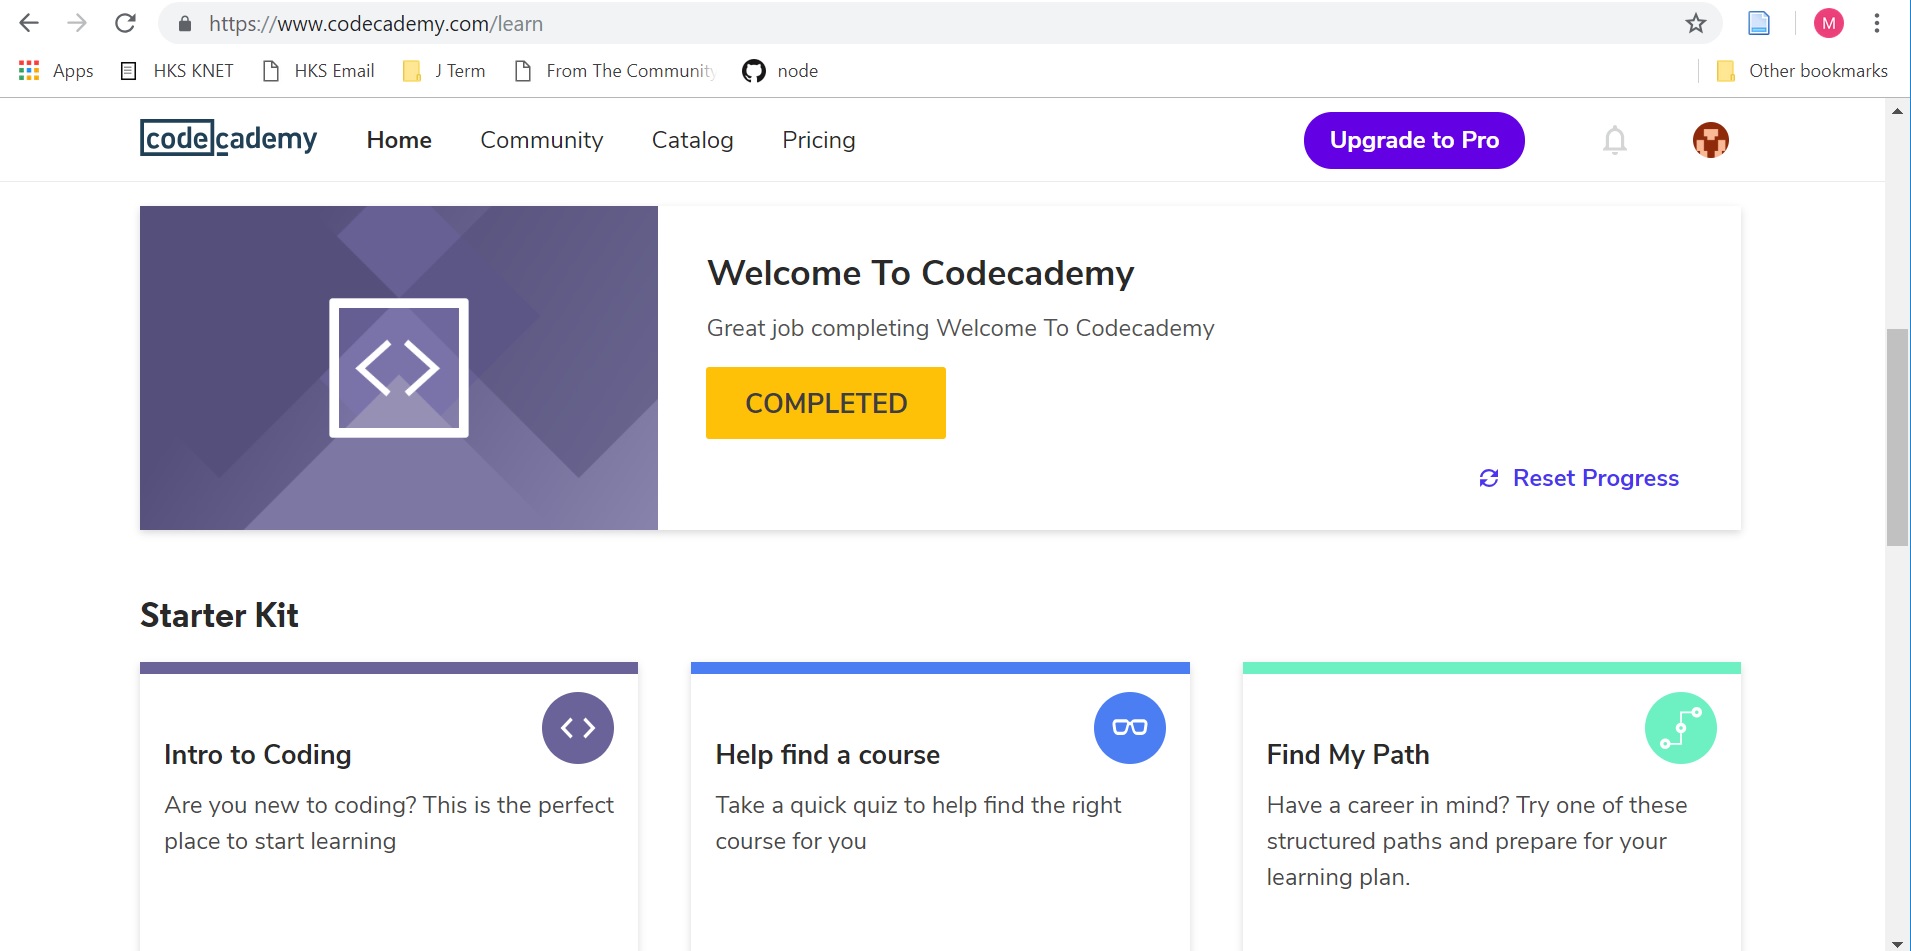 https://www.codecademy.com/learn
M
Apps HKS KNET HKS Email J Term From The Community node Other bookmarks
codecademy Home Community Catalog Pricing Upgrade to Pro
Welcome To Codecademy
Great job completing Welcome To Codecademy
COMPLETED
Reset Progress
Starter Kit
Intro to Coding
Are you new to coding? This is the perfect
place to start learning
Help find a course
Take a quick quiz to help find the right
course for you
Find My Path
Have a career in mind? Try one of these
structured paths and prepare for your
learning plan.